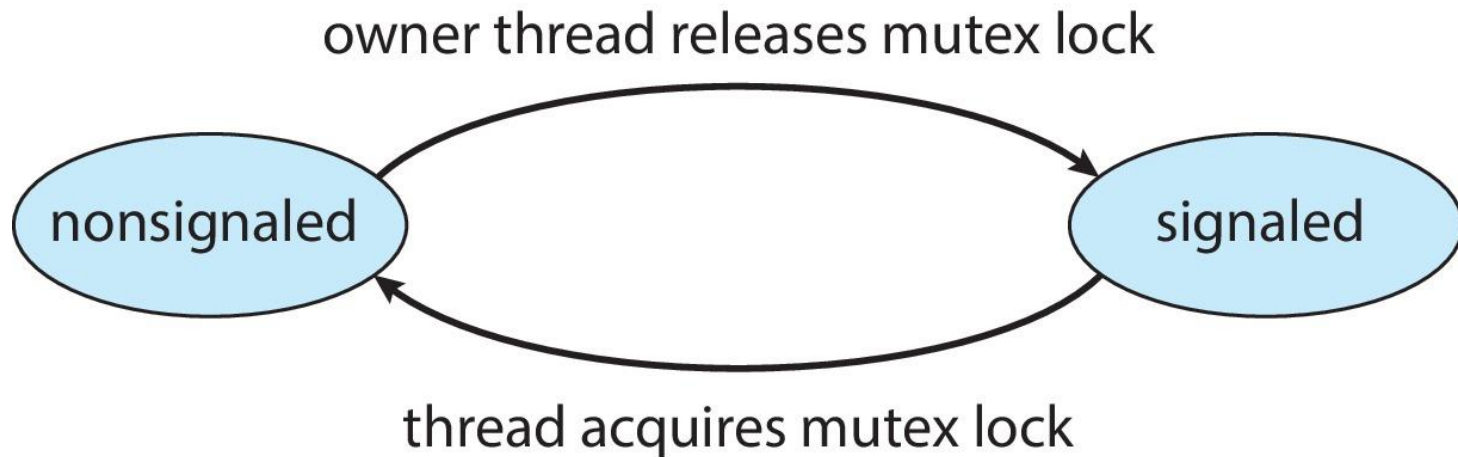 owner thread releases mutex lock
nonsignaled
signaled
thread acquires mutex lock